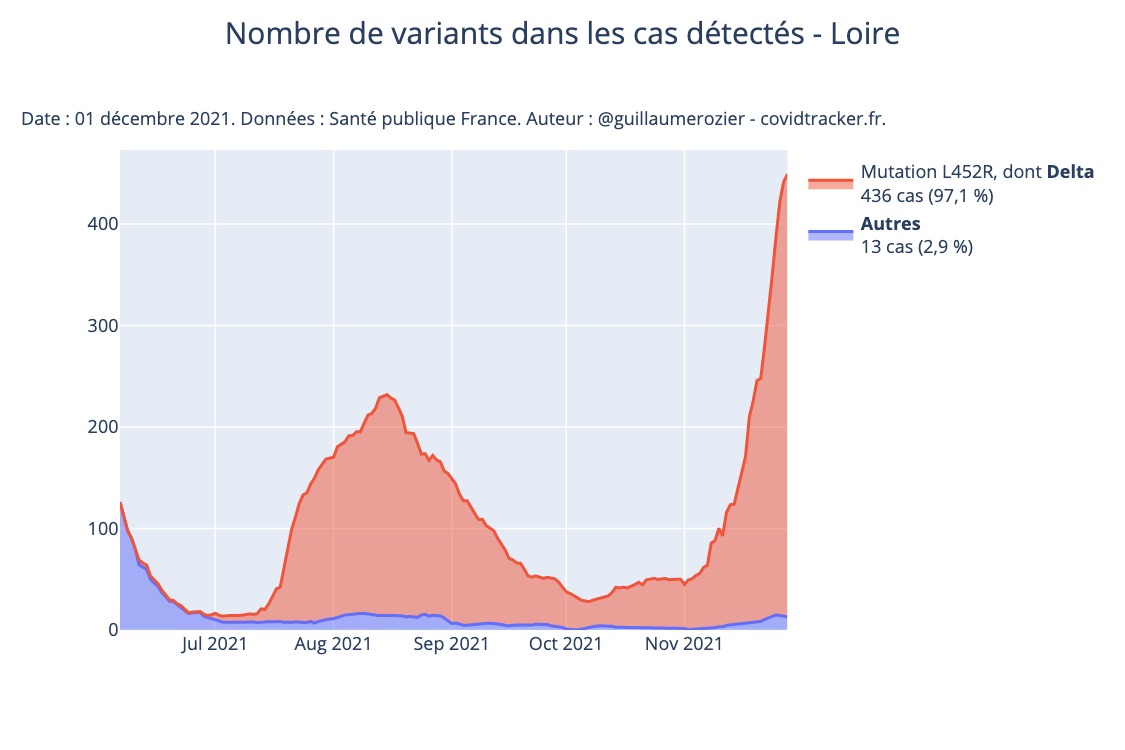 Nombre de variants dans les cas détectés - Loire
Date : 01 décembre 2021. Données : Santé publique France. Auteur : @guillaumerozier - covidtracker.fr.
Mutation L452R, dont Delta
436 cas (97,1 %)
Autres
13 cas (2,9 %)
400
300
200
100
0
Jul 2021 Aug 2021 Sep 2021 Oct 2021 Nov 2021